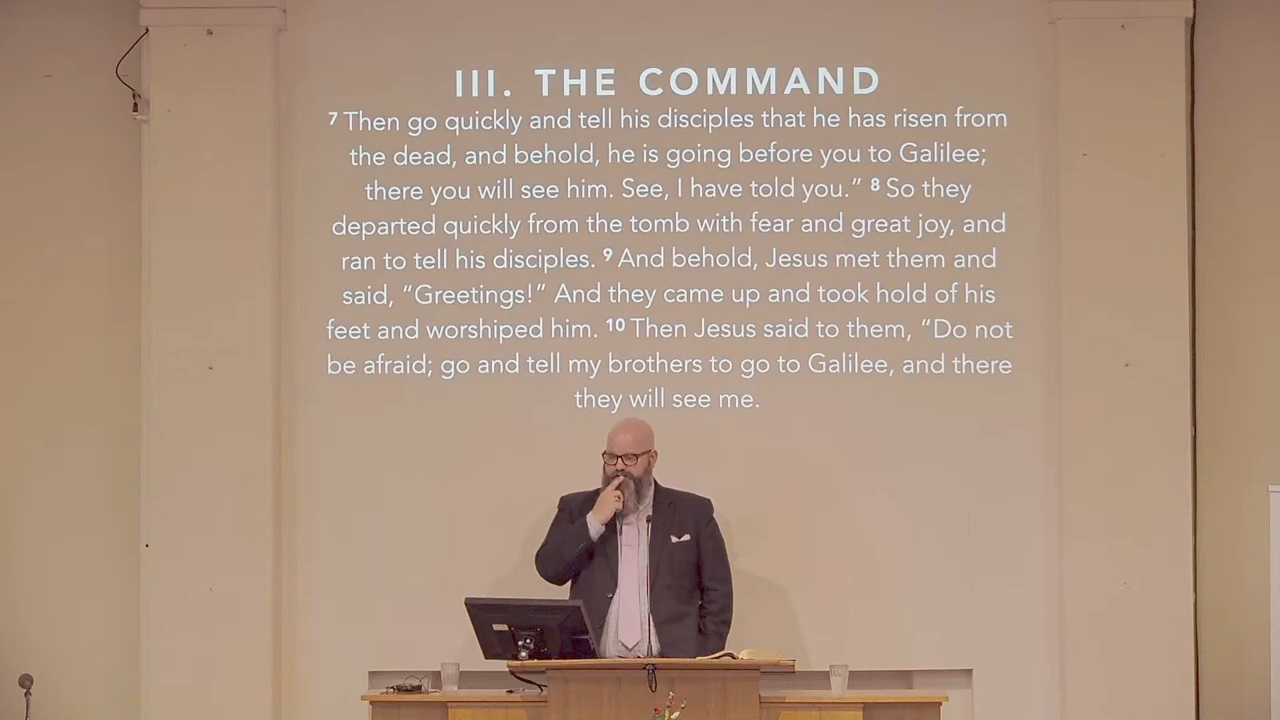 III. THE COMMAND
7 Then go quickly and tell his disciples that he has risen from
the dead, and behold, he is going before you to Galilee;
there you will see him. See, I have told you.” 8 So they
departed quickly from the tomb with fear and great joy, and
ran to tell his disciples. 9 And behold, Jesus met them and
said, “Greetings!” And they came up and took hold of his
feet and worshiped him. 10 Then Jesus said to them, “Do not
be afraid; go and tell my brothers to go to Galilee, and there
they will see me.